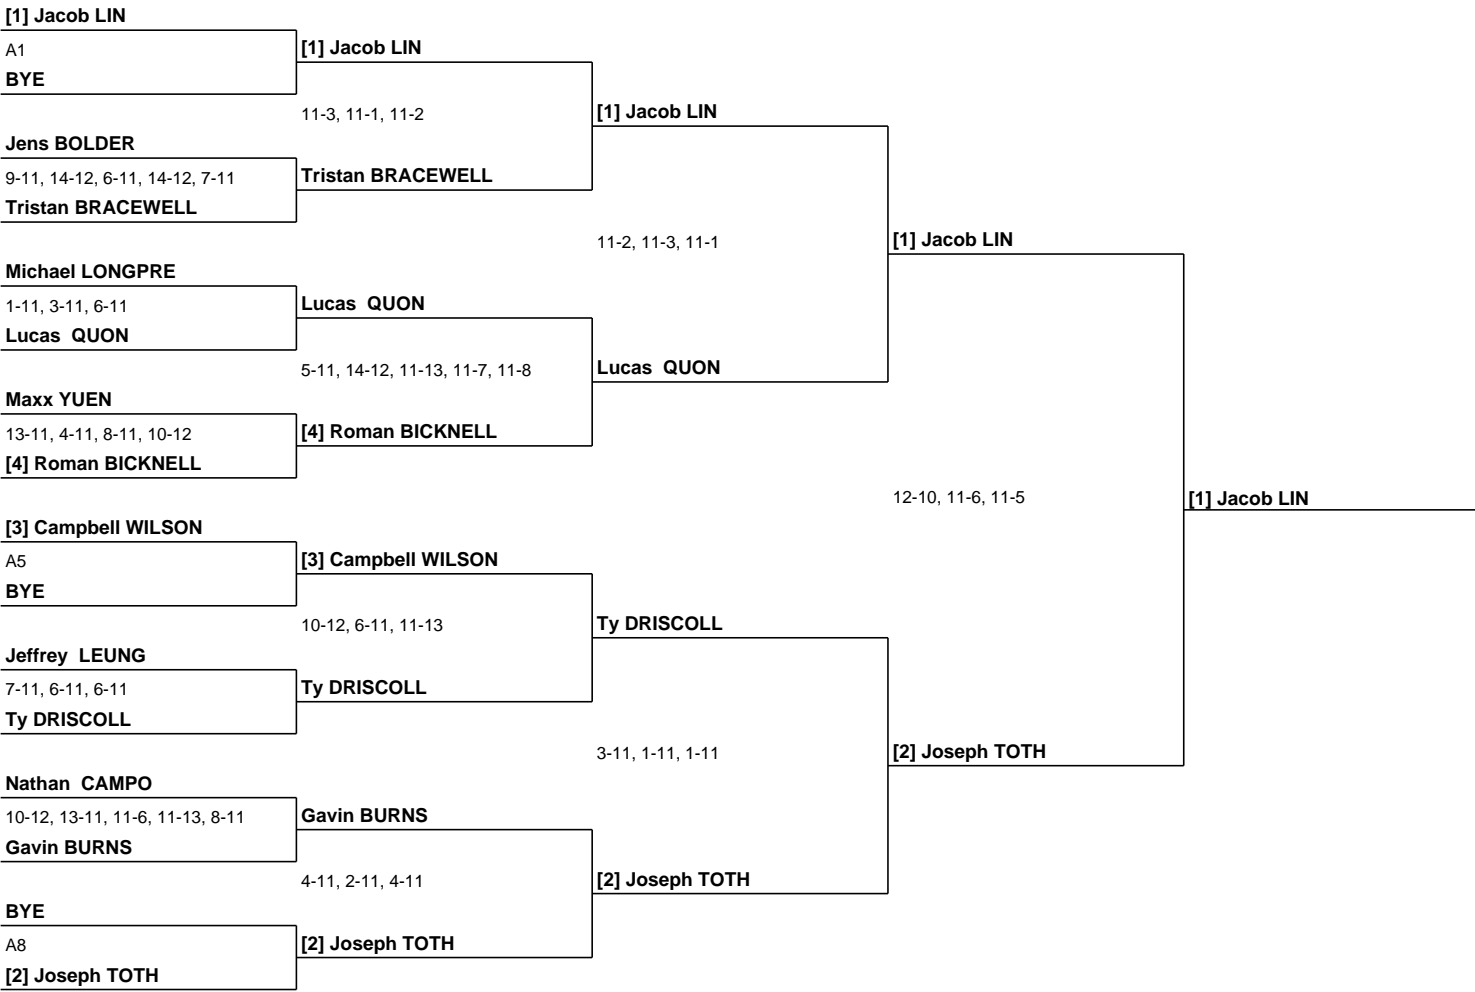 [1] Jacob LIN
A1
BYE
Jens BOLDER
9-11, 14-12, 6-11, 14-12, 7-11
Tristan BRACEWELL
Michael LONGPRE
1-11, 3-11, 6-11
Lucas  QUON
Maxx YUEN
13-11, 4-11, 8-11, 10-12
[4] Roman BICKNELL
[3] Campbell WILSON
A5
BYE
Jeffrey  LEUNG
7-11, 6-11, 6-11
Ty DRISCOLL
Nathan  CAMPO
10-12, 13-11, 11-6, 11-13, 8-11
Gavin BURNS
BYE
A8
[2] Joseph TOTH
[1] Jacob LIN
11-3, 11-1, 11-2
Tristan BRACEWELL
Lucas  QUON
5-11, 14-12, 11-13, 11-7, 11-8
[4] Roman BICKNELL
[3] Campbell WILSON
10-12, 6-11, 11-13
Ty DRISCOLL
Gavin BURNS
4-11, 2-11, 4-11
[2] Joseph TOTH
[1] Jacob LIN
11-2, 11-3, 11-1
Lucas  QUON
Ty DRISCOLL
3-11, 1-11, 1-11
[2] Joseph TOTH
[1] Jacob LIN
12-10, 11-6, 11-5
[2] Joseph TOTH
[1] Jacob LIN